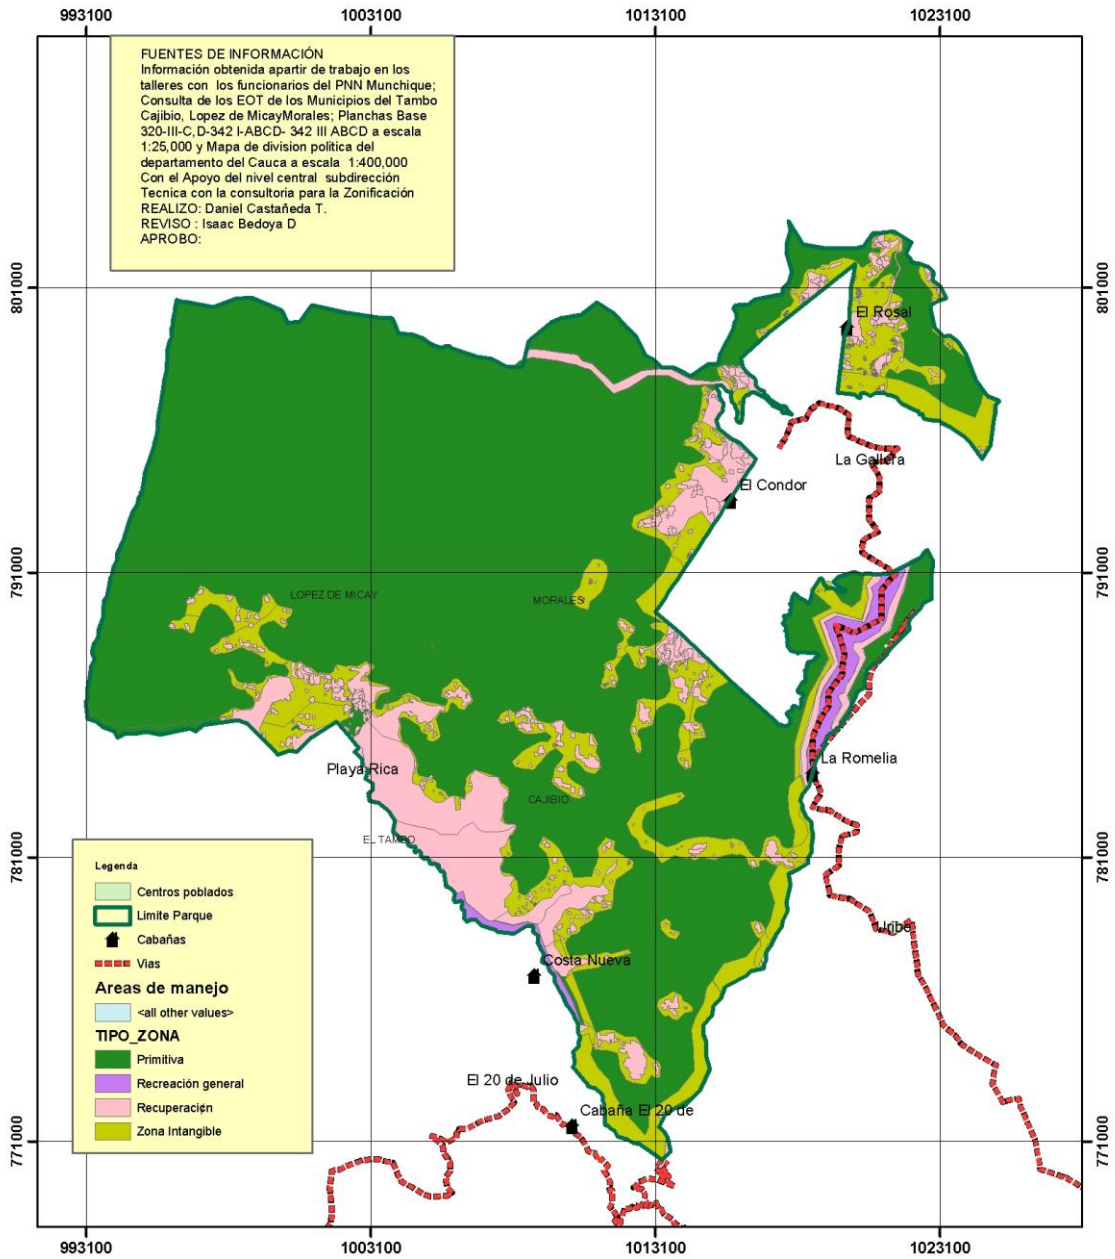 993100 1003100 1013100 1023100
FUENTES DE INFORMACIÓN
Información obtenida apartir de trabajo en los
talleres con los funcionarios del PNN Munchique;
Consulta de los EOT de los Municipios del Tambo
Cajibio, Lopez de MicayMorales; Planchas Base
320-III-C,D-342 I-ABCD- 342 III ABCD a escala
1:25,000 y Mapa de division politica del
departamento del Cauca a escala 1:400,000
Con el Apoyo del nivel central subdirección
Tecnica con la consultoria para la Zonificación
REALIZO: Daniel Castañeda T.
REVISO : Isaac Bedoya D
APROBO:
801000 801000
El Rosal
La Gallera
El Condor
791000 791000
LOPEZ DE MICAY
MORALES
La Romelia
Playa Rica
CAJIBIO
EL TAMBO
781000 781000
Legenda
Centros poblados
Limite Parque
Cabañas
Vias
Areas de manejo
<all other values>
TIPO_ZONA
Primitiva
Recreación general
Recuperación
Zona Intangible
Uribe
Costa Nueva
El 20 de Julio
Cabaña El 20 de
771000 771000
993100 1003100 1013100 1023100